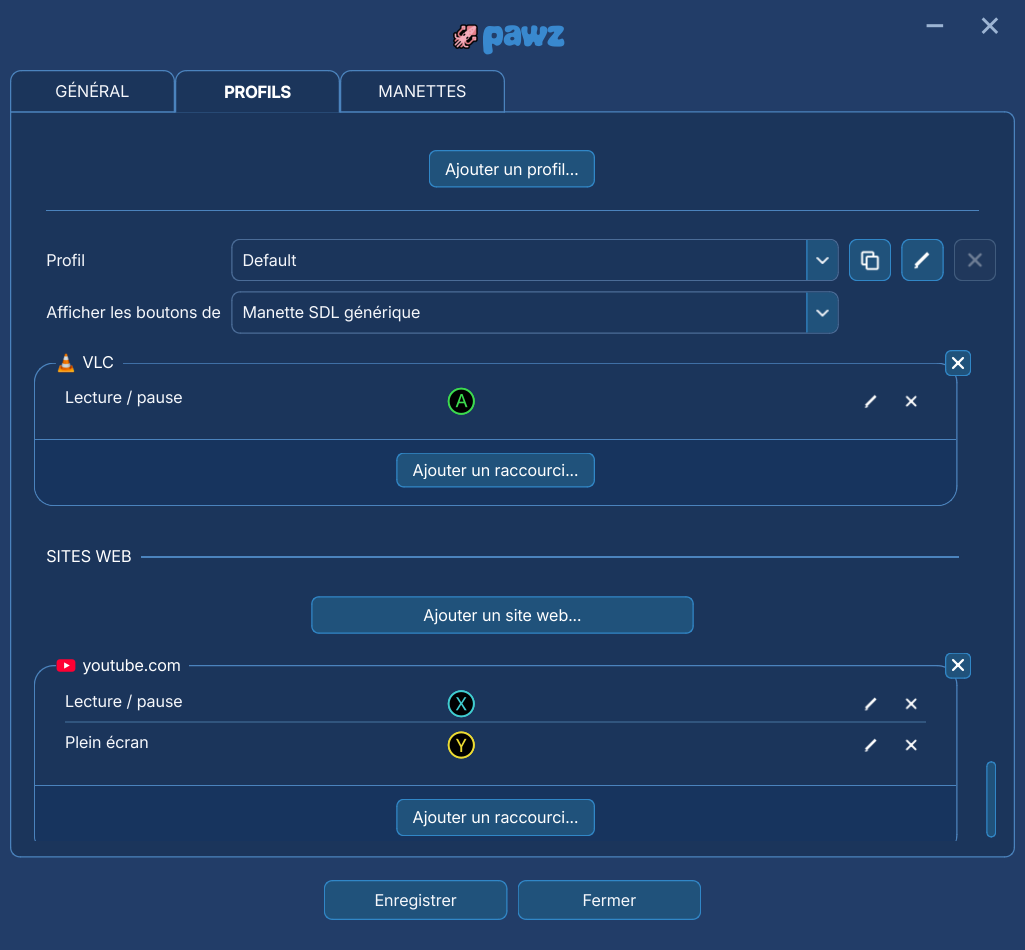 pawz
GÉNÉRAL
PROFILS
MANETTES
Ajouter un profil...
Profil
Default
Afficher les boutons de
Manette SDL générique
VLC
Lecture / pause
A
Ajouter un raccourci...
SITES WEB
Ajouter un site web...
youtube.com
Lecture / pause
X
Plein écran
Y
Ajouter un raccourci...
Enregistrer
Fermer